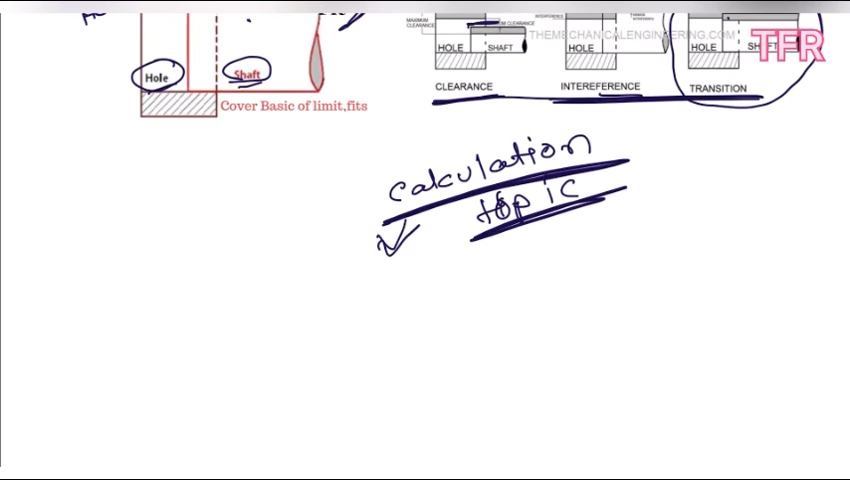 MAXIMUM CLEARANCE
THEMECHANICALENGINEERING.COM
TFR
HOLE SHAFT
HOLE
HOLE SHAFT
Hole Shaft
CLEARANCE INTEREFERENCE TRANSITION
Cover Basic of limit,fits
calculation
topic